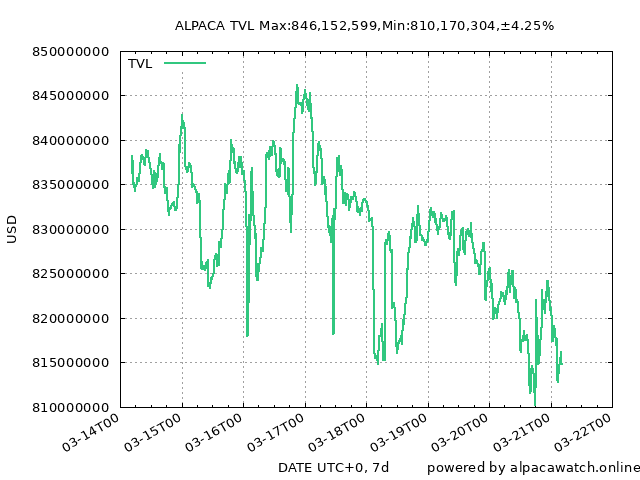 ALPACA TVL Max:846,152,599,Min:810,170,304,±4.25%
850000000
845000000
840000000
835000000
830000000
825000000
820000000
815000000
810000000
USD
TVL
03-14T00
03-15T00
03-16T00
03-17T00
03-18T00
03-19T00
03-20T00
03-21T00
03-22T00
DATE UTC+0, 7d
powered by alpacawatch.online